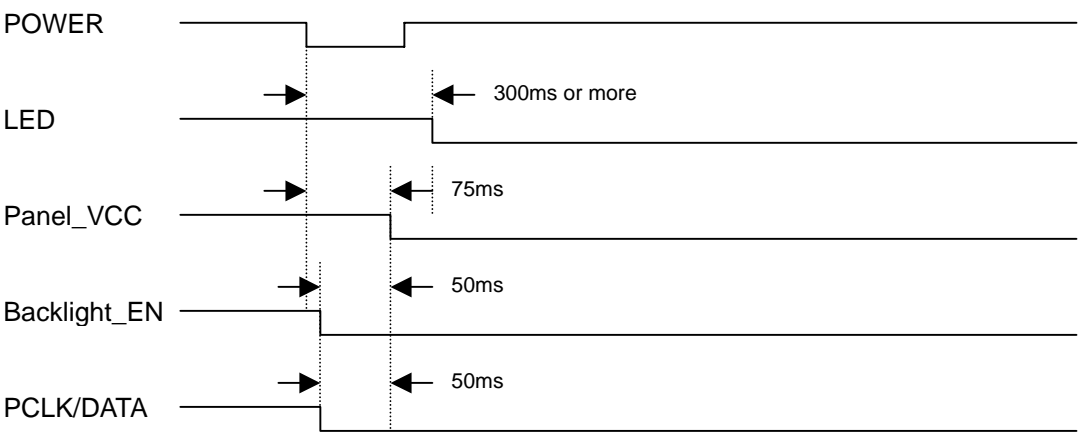 POWER
300ms or more
LED
75ms
Panel_VCC
50ms
Backlight_EN
50ms
PCLK/DATA